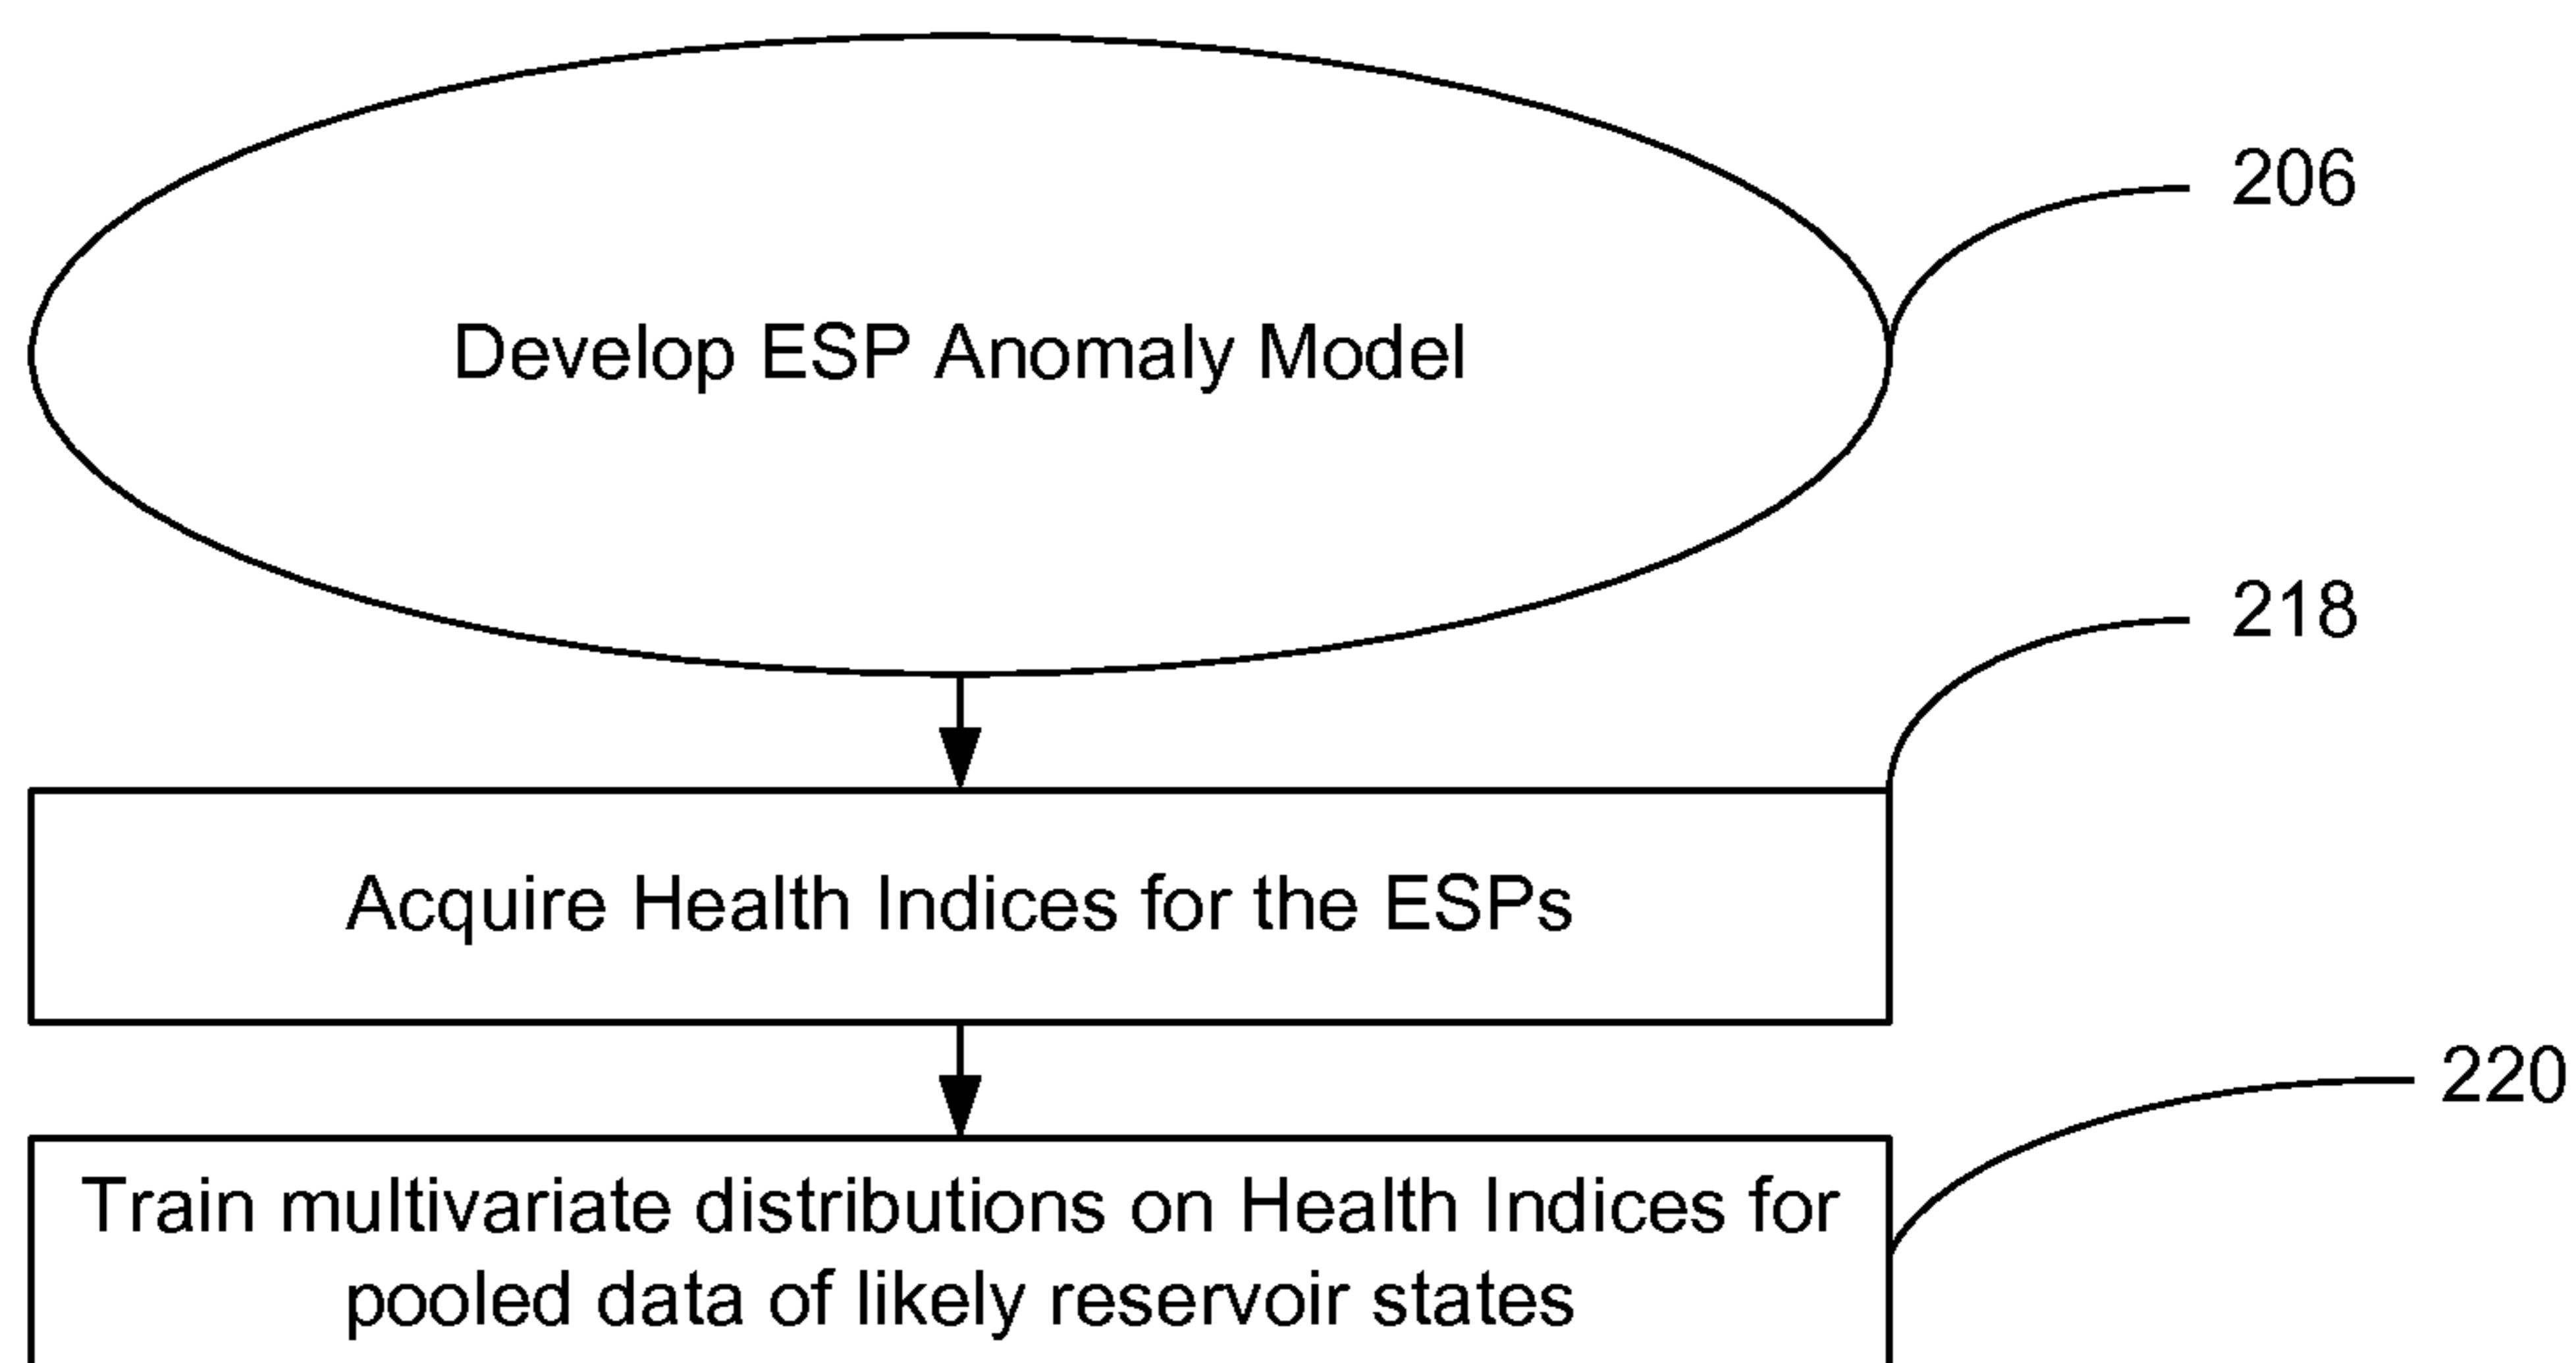 206
Develop ESP Anomaly Model
218
Acquire Health Indices for the ESPs
220
Train multivariate distributions on Health Indices for
pooled data of likely reservoir states